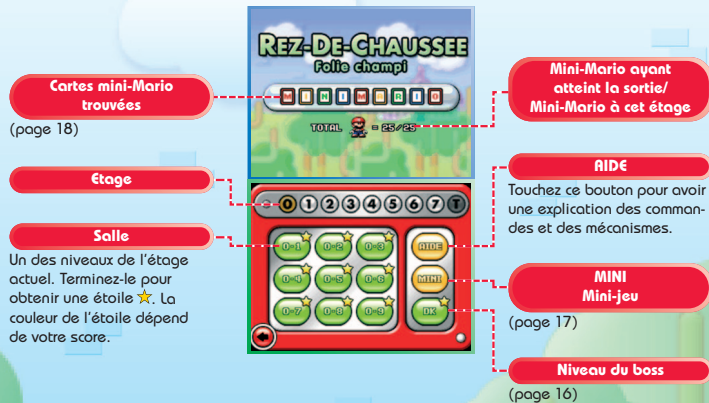 REZ-DE-CHAUSSEE
Folie champi
MINIMARIO
TOTAL = 25/25
Cartes mini-Mario
trouvées
(page 18)
Etage
Salle
Un des niveaux de l'étage
actuel. Terminez-le pour
obtenir une étoile ☆. La
couleur de l'étoile dépend
de votre score.
0 1 2 3 4 5 6 7 T
0-1 0-2 0-3 AIDE
0-4 0-5 0-6 MINI
0-7 0-8 0-9 DK
Mini-Mario ayant
atteint la sortie/
Mini-Mario à cet étage
AIDE
Touchez ce bouton pour avoir
une explication des comman-
des et des mécanismes.
MINI
Mini-jeu
(page 17)
Niveau du boss
(page 16)